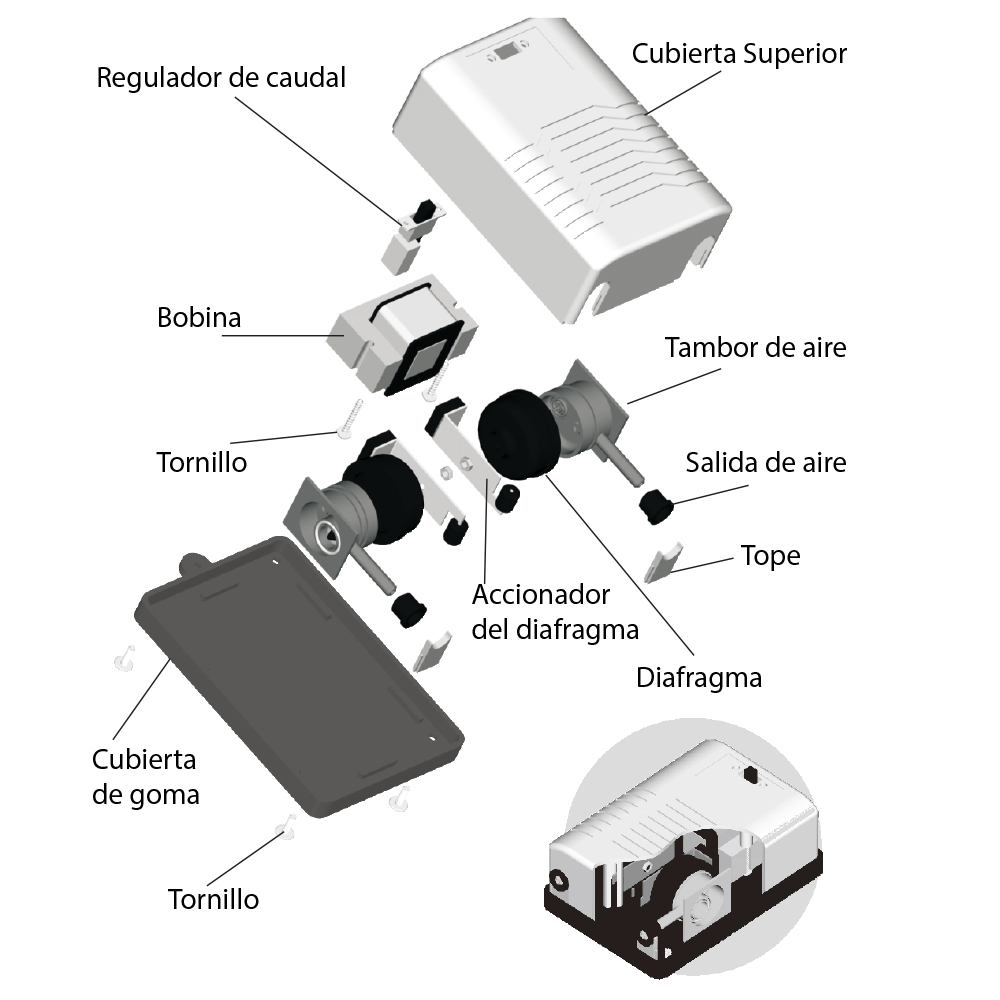 Cubierta Superior
Regulador de caudal
Bobina
Tambor de aire
Tornillo
Salida de aire
Tope
Accionador
del diafragma
Diafragma
Cubierta
de goma
Tornillo